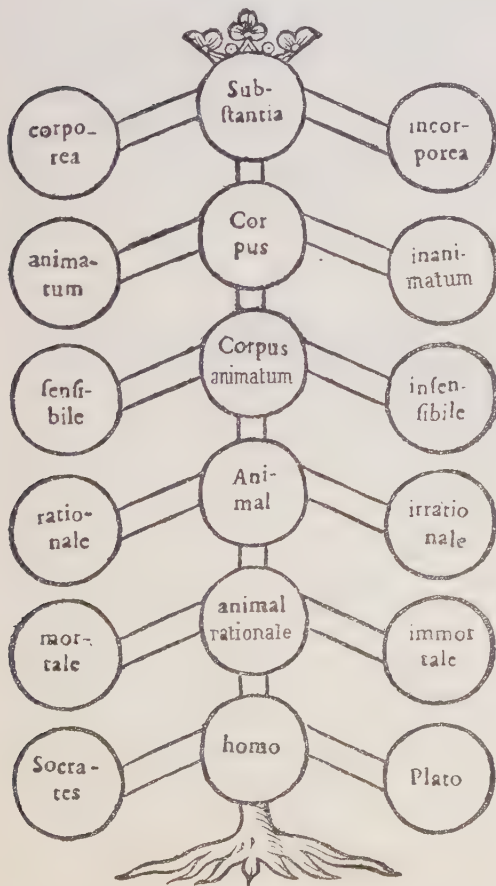 Sub-
ſtantia
corpo-
rea
incor-
porea
Cor
pus
anima-
tum
inani-
matum
Corpus
animatum
ſenſi-
bile
inſen-
ſibile
Ani-
mal
ratio-
nale
irratio
nale
animal
rationale
mor-
tale
immor
tale
homo
Socra-
tes
Plato